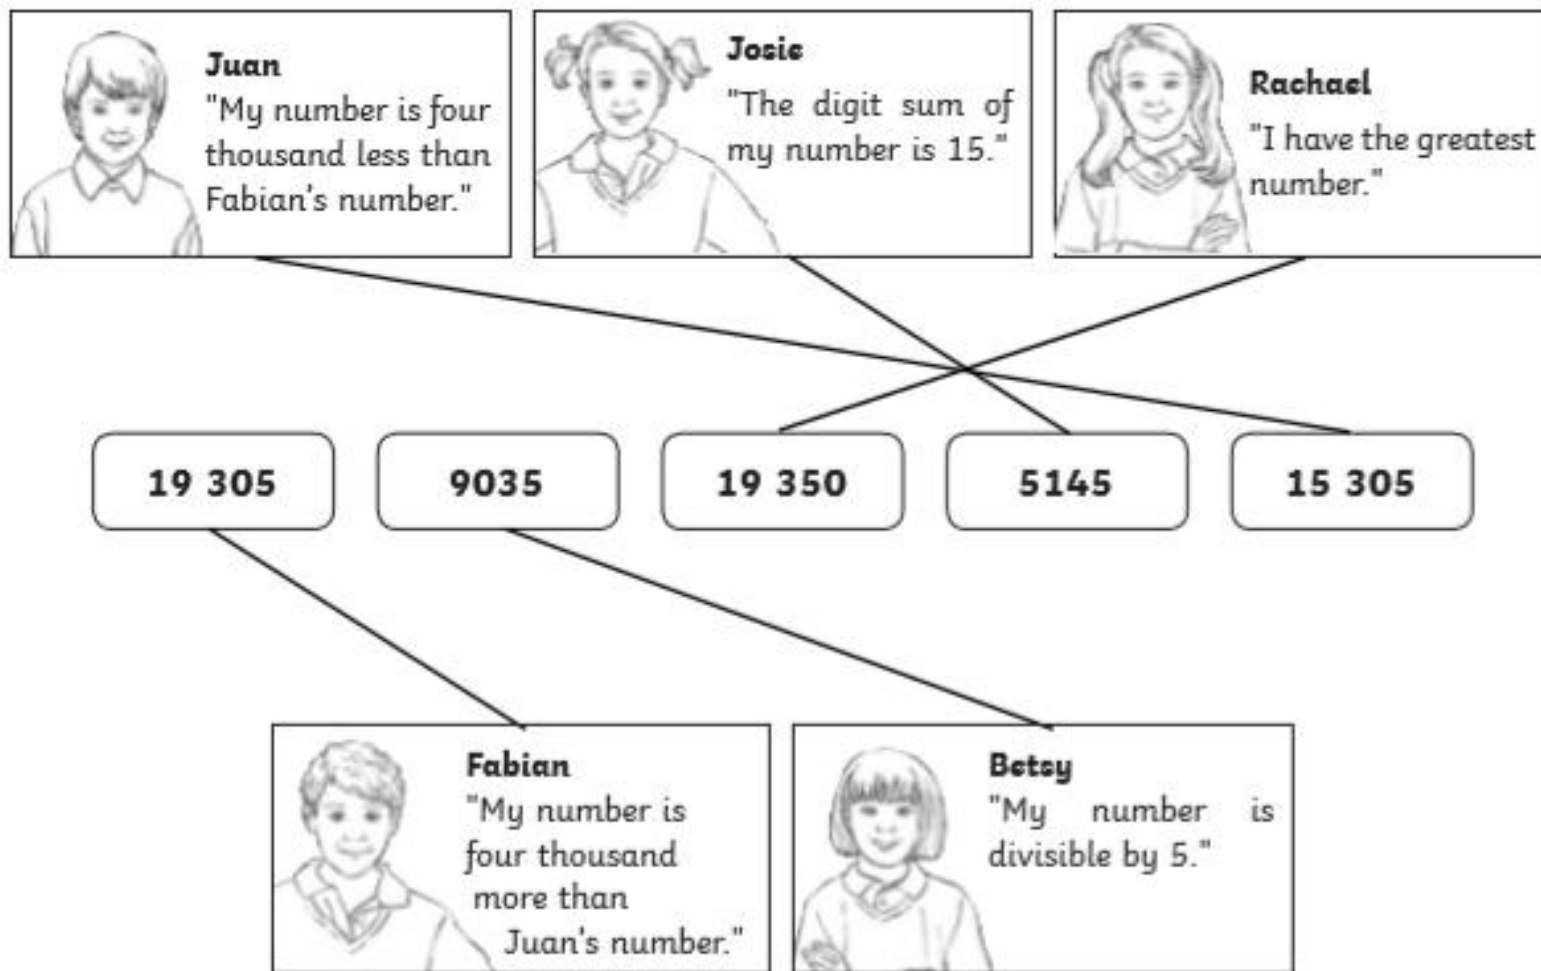 Juan
"My number is four
thousand less than
Fabian's number."
Josie
"The digit sum of
my number is 15."
Rachael
"I have the greatest
number."
19 305
9035
19 350
5145
15 305
Fabian
"My number is
four thousand
more than
Juan's number."
Betsy
"My number is
divisible by 5."